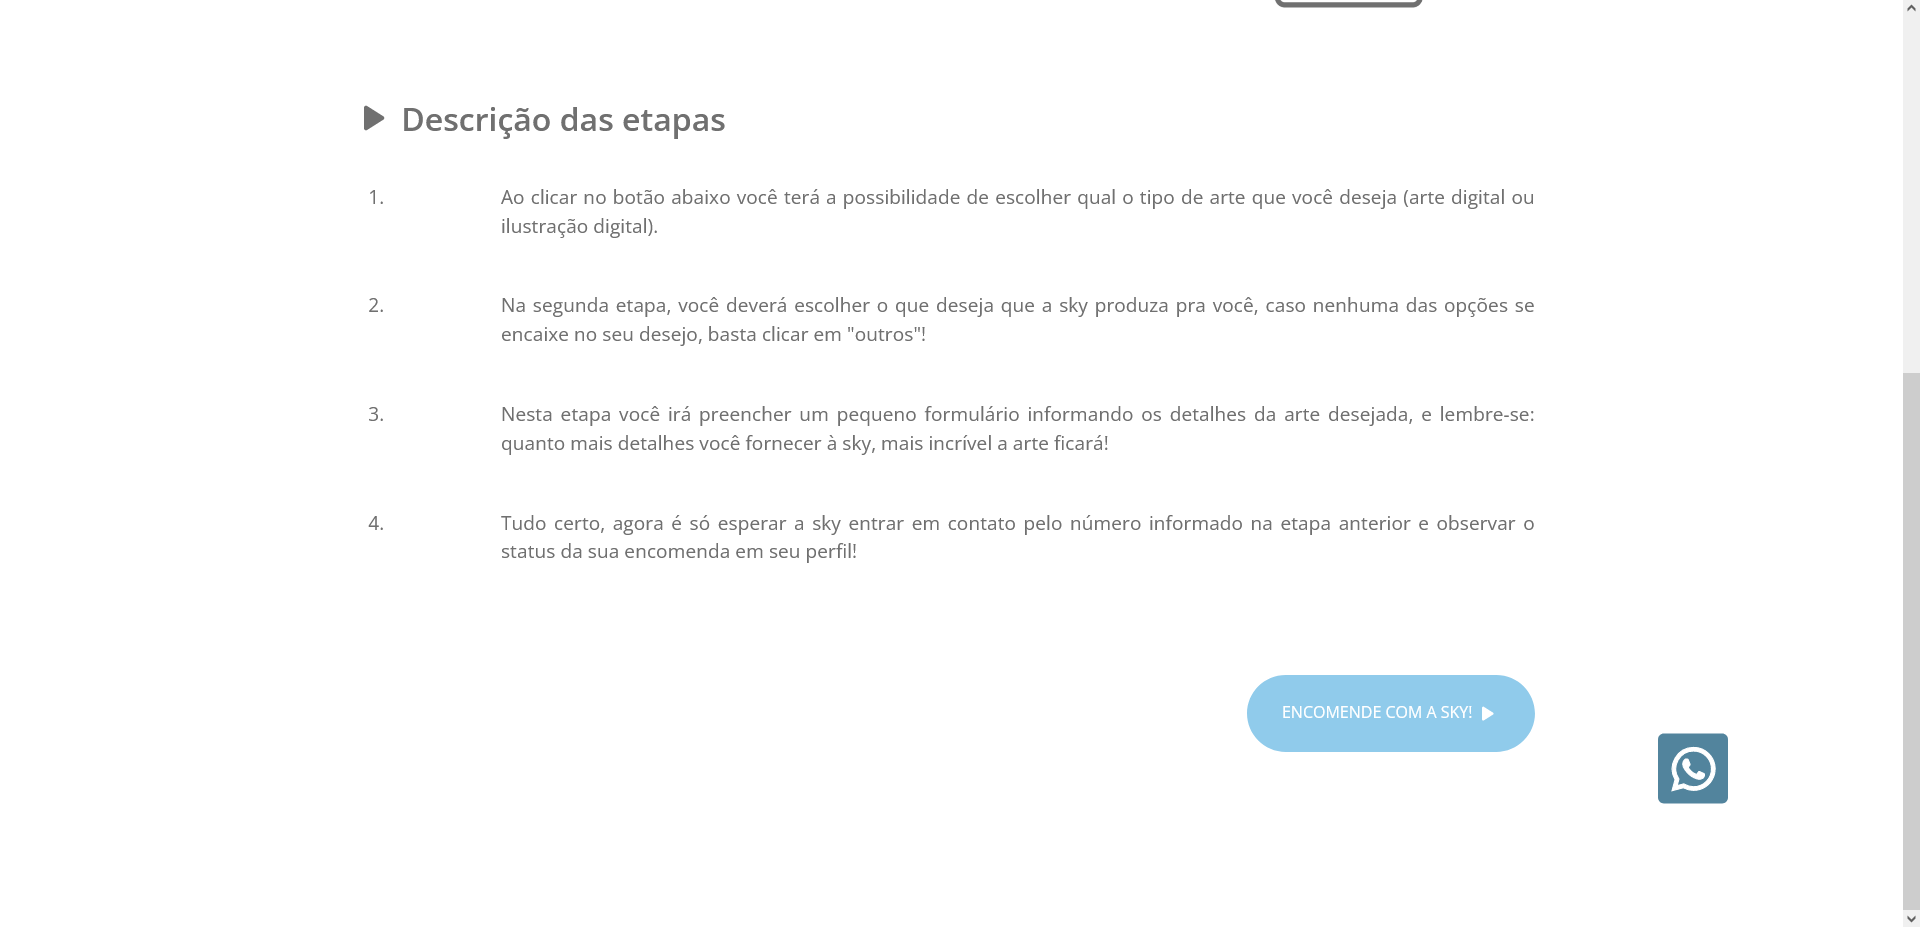 Descrição das etapas
1. Ao clicar no botão abaixo você terá a possibilidade de escolher qual o tipo de arte que você deseja (arte digital ou
ilustração digital).
2. Na segunda etapa, você deverá escolher o que deseja que a sky produza pra você, caso nenhuma das opções se
encaixe no seu desejo, basta clicar em "outros"!
3. Nesta etapa você irá preencher um pequeno formulário informando os detalhes da arte desejada, e lembre-se:
quanto mais detalhes você fornecer à sky, mais incrível a arte ficará!
4. Tudo certo, agora é só esperar a sky entrar em contato pelo número informado na etapa anterior e observar o
status da sua encomenda em seu perfil!
ENCOMENDE COM A SKY!